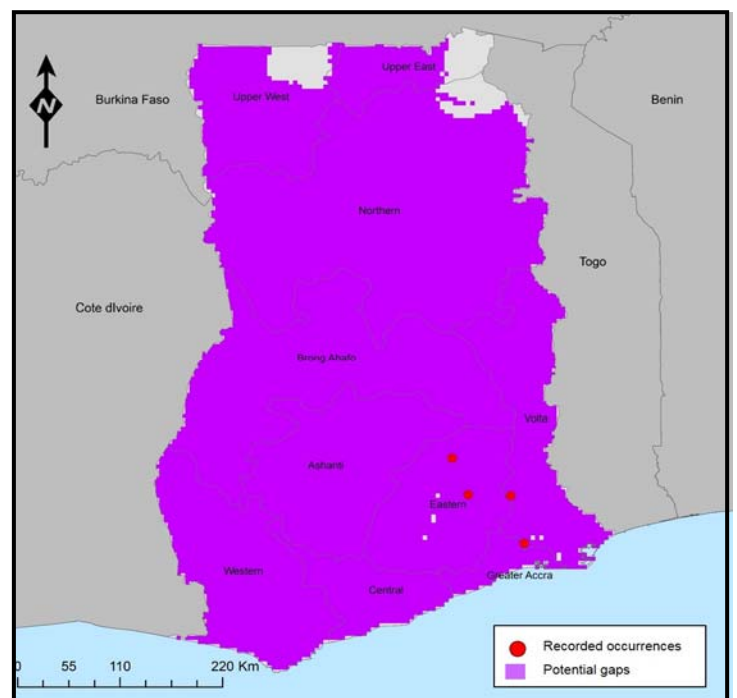 N
Burkina Faso
Upper West
Upper East
Benin
Northern
Togo
Cote dIvoire
Brong Ahafo
Volta
Ashanti
Eastern
Western
Central
Greater Accra
0 55 110 220 Km
Recorded occurrences
Potential gaps